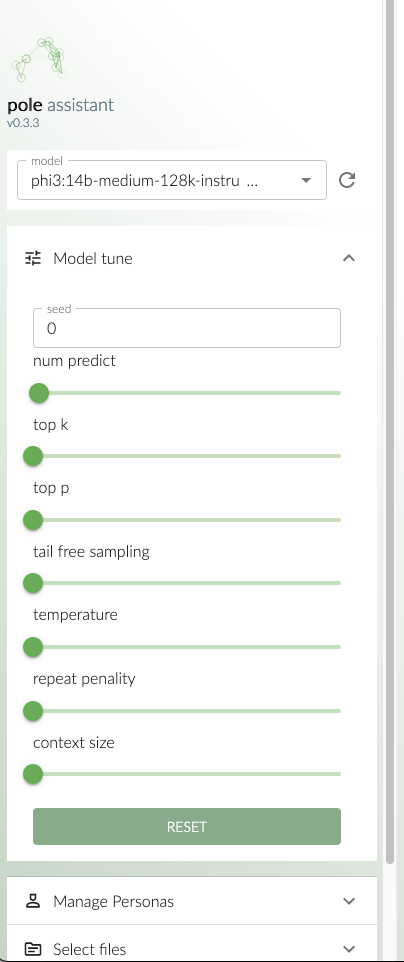 pole assistant
v0.3.3
model
phi3:14b-medium-128k-instru ...
Model tune
seed
0
num predict
top k
top p
tail free sampling
temperature
repeat penality
context size
RESET
Manage Personas
Select files